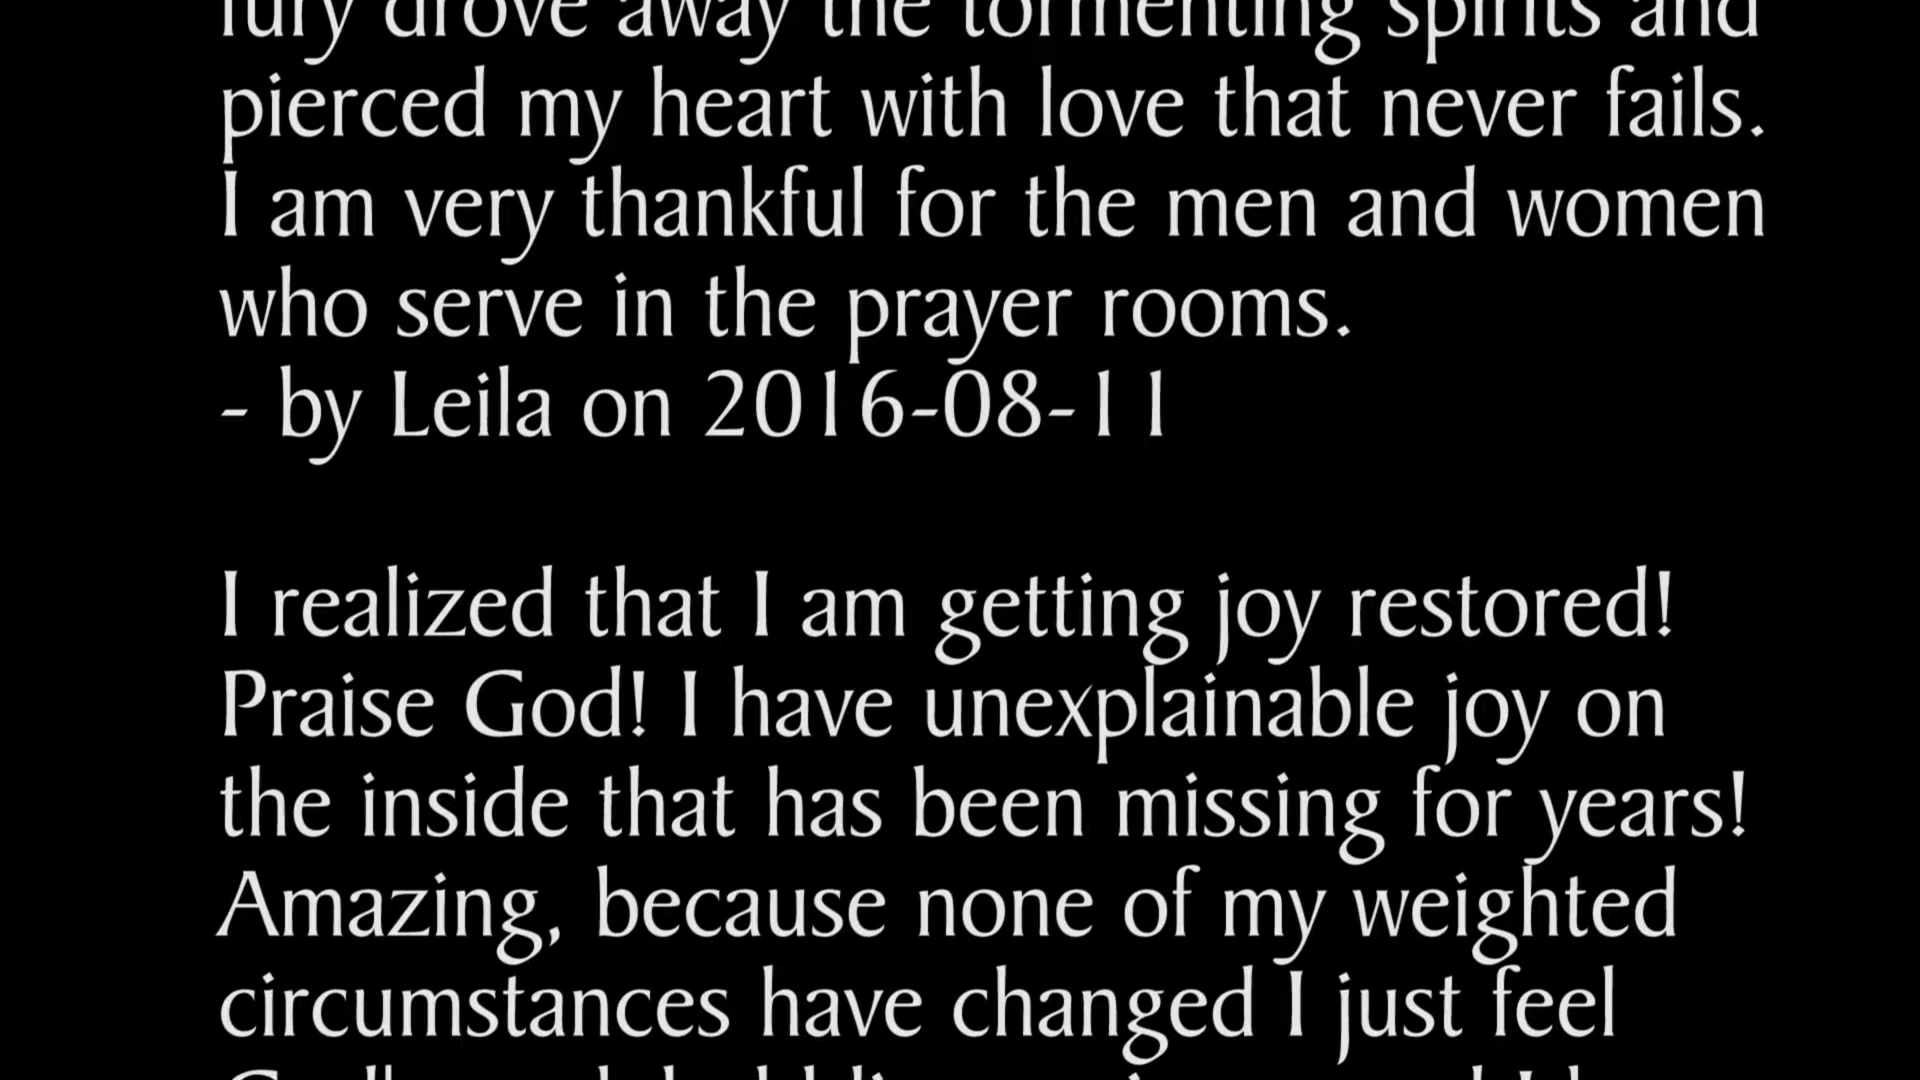 fury drove away the tormenting spirits and
pierced my heart with love that never fails.
I am very thankful for the men and women
who serve in the prayer rooms.
- by Leila on 2016-08-11
I realized that I am getting joy restored!
Praise God! I have unexplainable joy on
the inside that has been missing for years!
Amazing, because none of my weighted
circumstances have changed I just feel